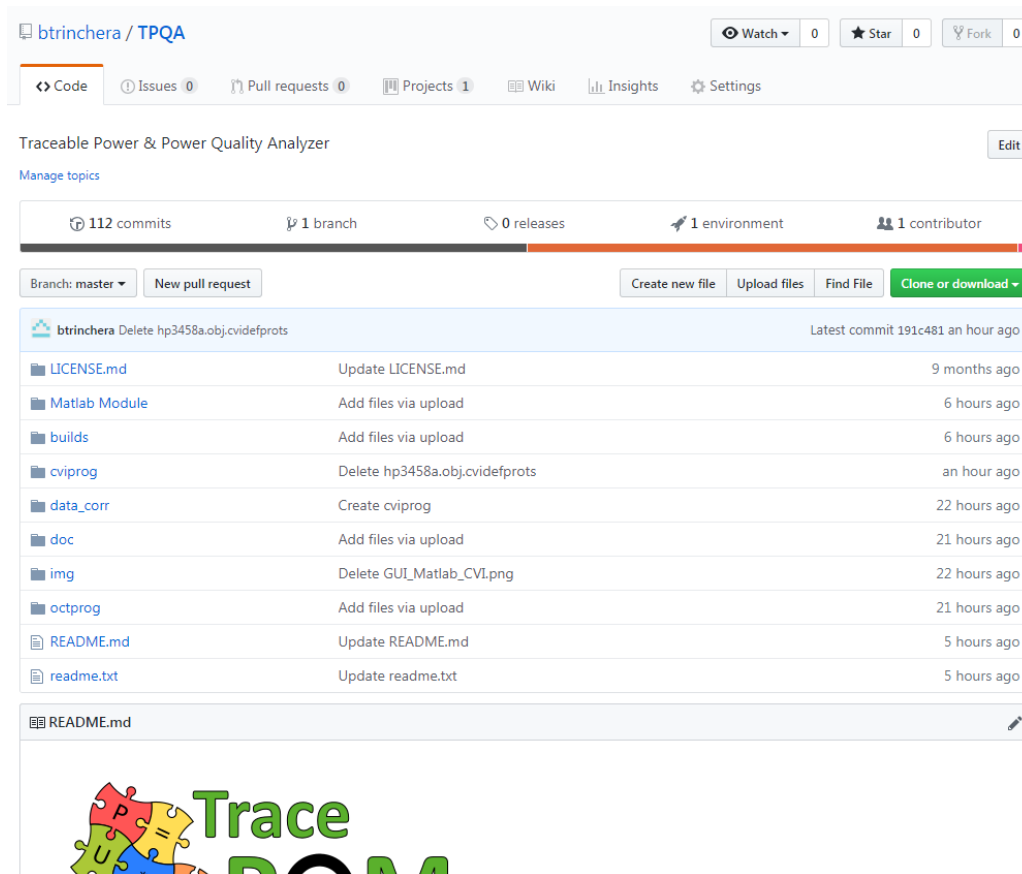 btrinchera / TPQA
Watch 0 Star 0 Fork 0
Code Issues 0 Pull requests 0 Projects 1 Wiki Insights Settings
Traceable Power & Power Quality Analyzer
Edit
Manage topics
112 commits 1 branch 0 releases 1 environment 1 contributor
Branch: master New pull request Create new file Upload files Find File Clone or download
btrinchera Delete hp3458a.obj.cvidefprots Latest commit 191c481 an hour ago
LICENSE.md Update LICENSE.md 9 months ago
Matlab Module Add files via upload 6 hours ago
builds Add files via upload 6 hours ago
cviprog Delete hp3458a.obj.cvidefprots an hour ago
data_corr Create cviprog 22 hours ago
doc Add files via upload 21 hours ago
img Delete GUI_Matlab_CVI.png 22 hours ago
octprog Add files via upload 21 hours ago
README.md Update README.md 5 hours ago
readme.txt Update readme.txt 5 hours ago
README.md
P =
U
Trace
POM